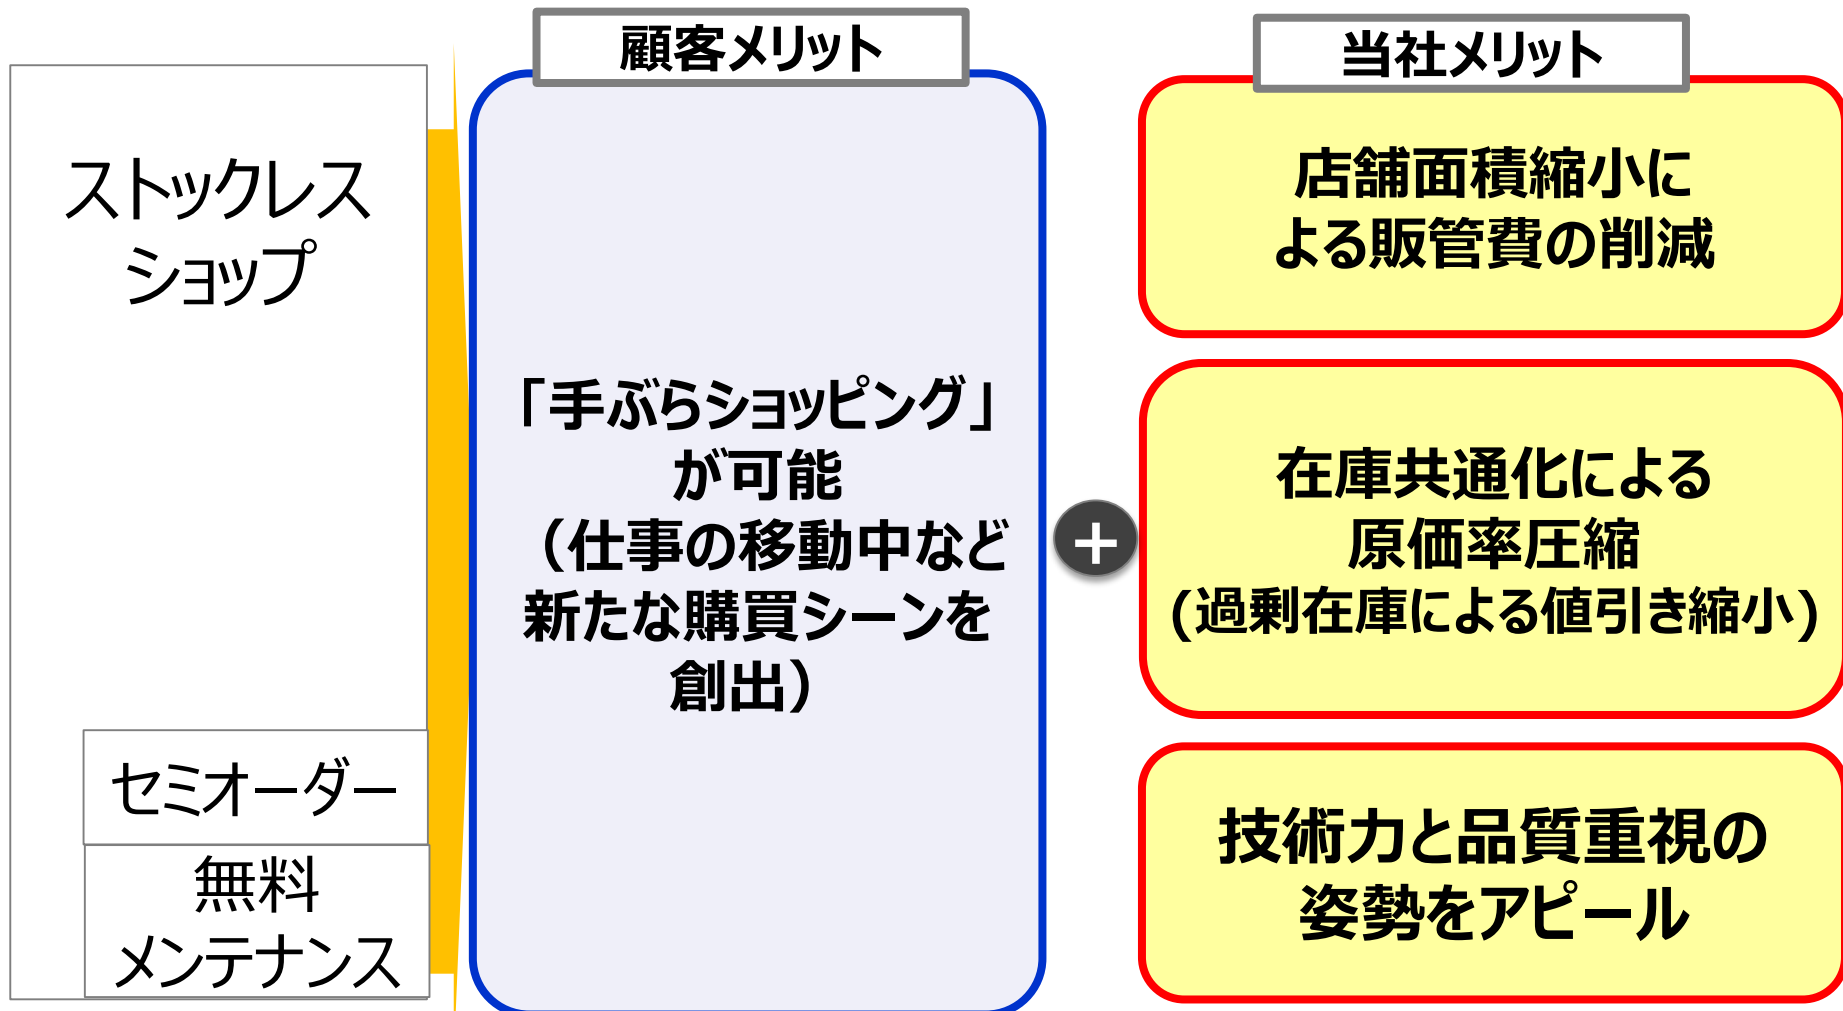 顧客メリット
当社メリット
ストックレス
ショップ
セミオーダー
無料
メンテナンス
「手ぶらショッピング」
が可能
（仕事の移動中など
新たな購買シーンを
創出）
+
店舗面積縮小に
よる販管費の削減
在庫共通化による
原価率圧縮
(過剰在庫による値引き縮小)
技術力と品質重視の
姿勢をアピール